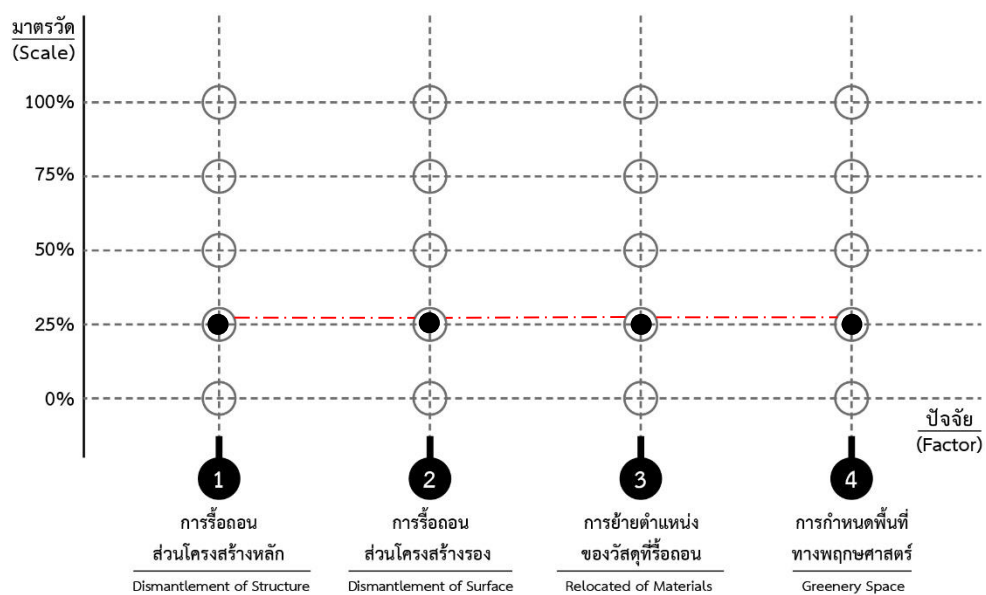 มาตรวัด
(Scale)
100%
75%
50%
25%
0%
ปัจจัย
(Factor)
1
2
3
4
การรื้อถอน
ส่วนโครงสร้างหลัก
Dismantlement of Structure
การรื้อถอน
ส่วนโครงสร้างรอง
Dismantlement of Surface
การย้ายตำแหน่ง
ของวัสดุที่รื้อถอน
Relocated of Materials
การกำหนดพื้นที่
ทางพฤกษศาสตร์
Greenery Space